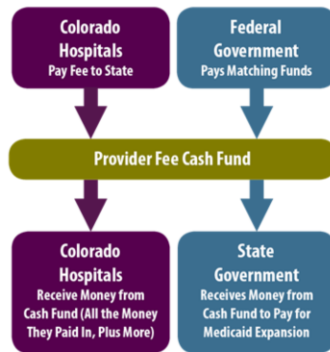 Colorado
Hospitals
Pay Fee to State
Federal
Government
Pays Matching Funds
Provider Fee Cash Fund
Colorado
Hospitals
Receive Money from
Cash Fund (All the Money
They Paid In, Plus More)
State
Government
Receives Money from
Cash Fund to Pay for
Medicaid Expansion